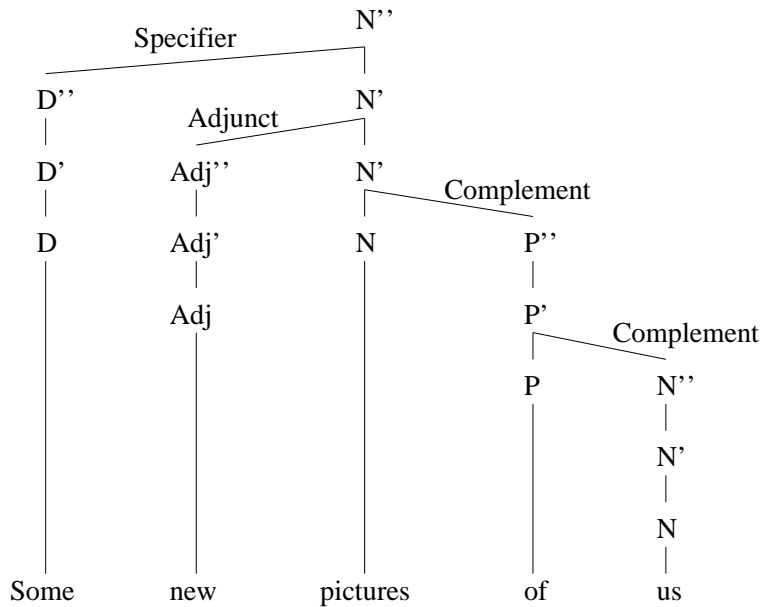 N’’
Specifier
D’’ N’
Adjunct
D’ Adj’’ N’
Complement
D Adj’ N P’’
Adj P’
Complement
P N’’
N’
N
Some new pictures of us